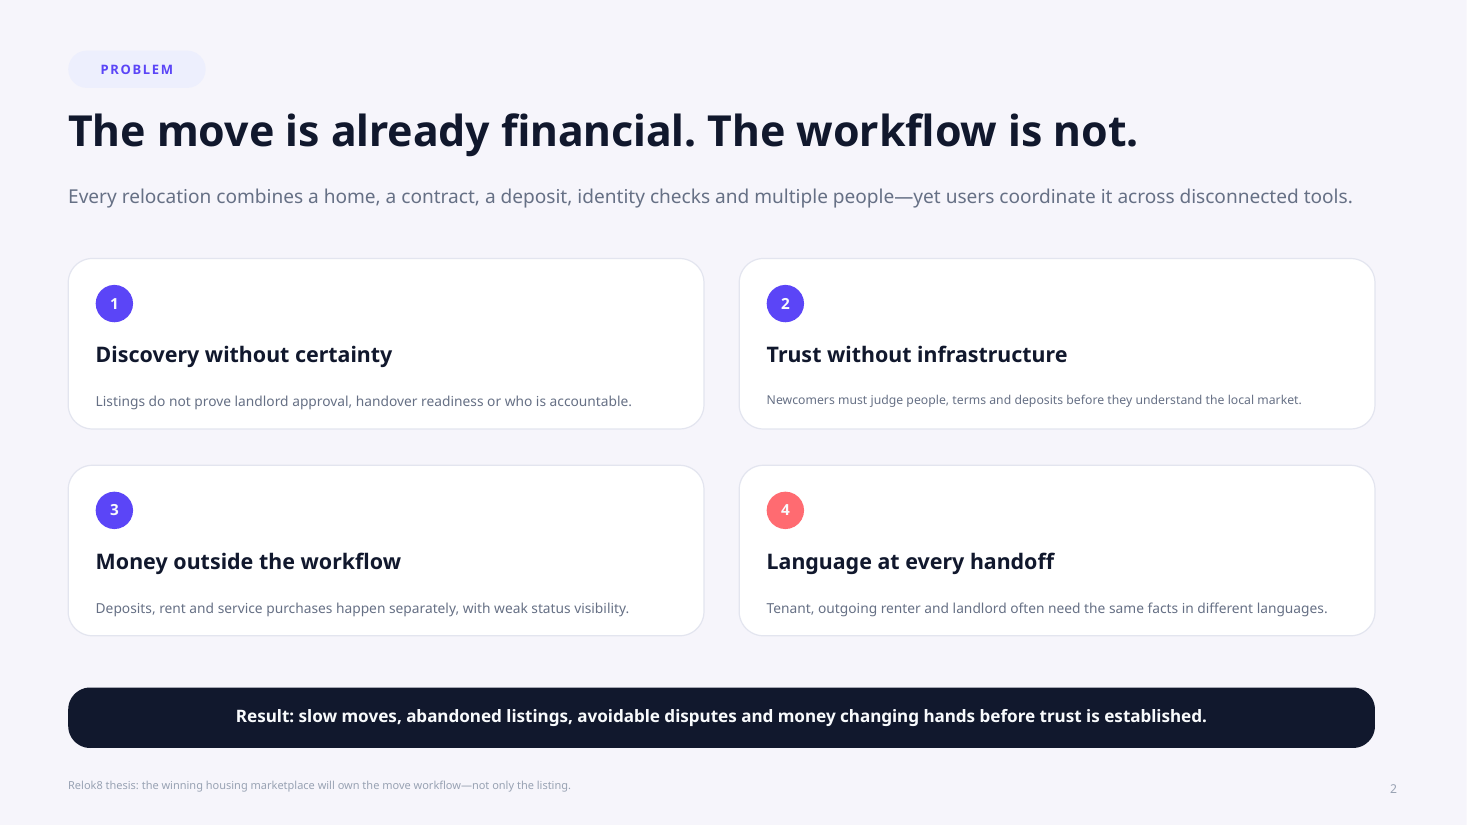 PROBLEM
The move is already financial. The workflow is not.
Every relocation combines a home, a contract, a deposit, identity checks and multiple people—yet users coordinate it across disconnected tools.
1
Discovery without certainty
Listings do not prove landlord approval, handover readiness or who is accountable.
2
Trust without infrastructure
Newcomers must judge people, terms and deposits before they understand the local market.
3
Money outside the workflow
Deposits, rent and service purchases happen separately, with weak status visibility.
4
Language at every handoff
Tenant, outgoing renter and landlord often need the same facts in different languages.
Result: slow moves, abandoned listings, avoidable disputes and money changing hands before trust is established.
Relok8 thesis: the winning housing marketplace will own the move workflow—not only the listing.
2